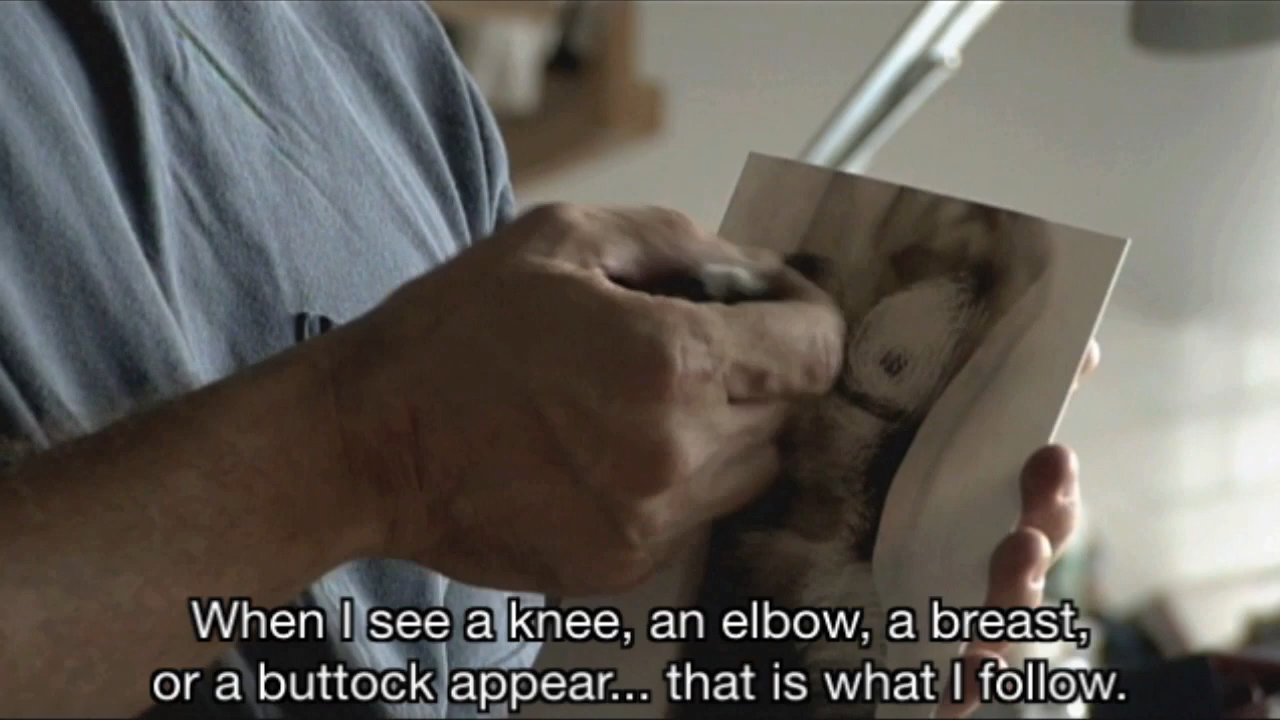 When I see a knee, an elbow, a breast,
or a buttock appear... that is what I follow.